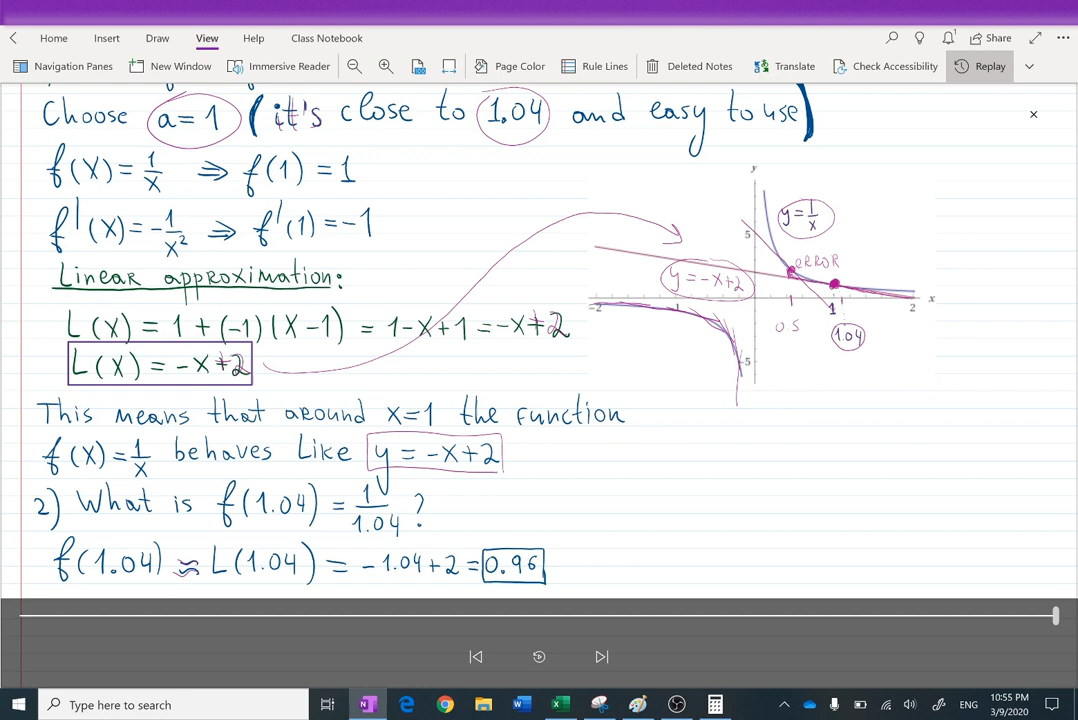 Home Insert Draw View Help Class Notebook Share
Navigation Panes New Window Immersive Reader Page Color Rule Lines Deleted Notes Translate Check Accessibility Replay
Choose a=1 (it's close to 1.04 and easy to use)
f(x)=1/x ⇒ f(1)=1
f'(x)=-1/x² ⇒ f'(1)=-1
Linear approximation:
L(x)=1+(-1)(x-1)=1-x+1=-x+2
L(x)=-x+2
y
y=1/x
5
ERROR
y=-x+2
-2 -1 1 1 2 x
0.5 1.04
-5
This means that around x=1 the function
f(x)=1/x behaves Like y=-x+2
2) What is f(1.04)=1/1.04?
f(1.04)≈L(1.04)=-1.04+2=0.96
Type here to search
ENG
10:55 PM
3/9/2020